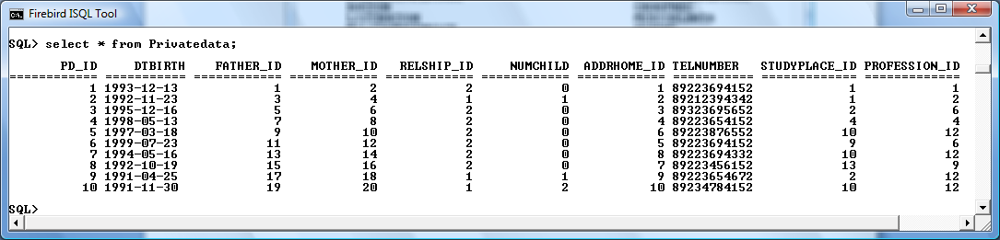 Firebird ISQL Tool
SQL> select * from Privatedata;
PD_ID DTBIRTH FATHER_ID MOTHER_ID RELSHIP_ID NUMCHILD ADDRHOME_ID TELNUMBER STUDYPLACE_ID PROFESSION_ID
============ =========== ============ ============ ============ ============ ============ =========== ============= =============
1 1993-12-13 1 2 2 0 1 89223694152 1 1
2 1992-11-23 3 4 1 1 2 89212394342 1 2
3 1995-12-16 5 6 2 0 3 89323695652 2 6
4 1998-05-13 7 8 2 0 4 89223654152 4 4
5 1997-03-18 9 10 2 0 6 89223876552 10 12
6 1999-07-23 11 12 2 0 5 89223694152 9 6
7 1994-05-16 13 14 2 0 8 89223694332 10 12
8 1992-10-19 15 16 2 0 7 89223456152 13 9
9 1991-04-25 17 18 1 1 9 89223654672 2 12
10 1991-11-30 19 20 1 2 10 89234784152 10 12
SQL>